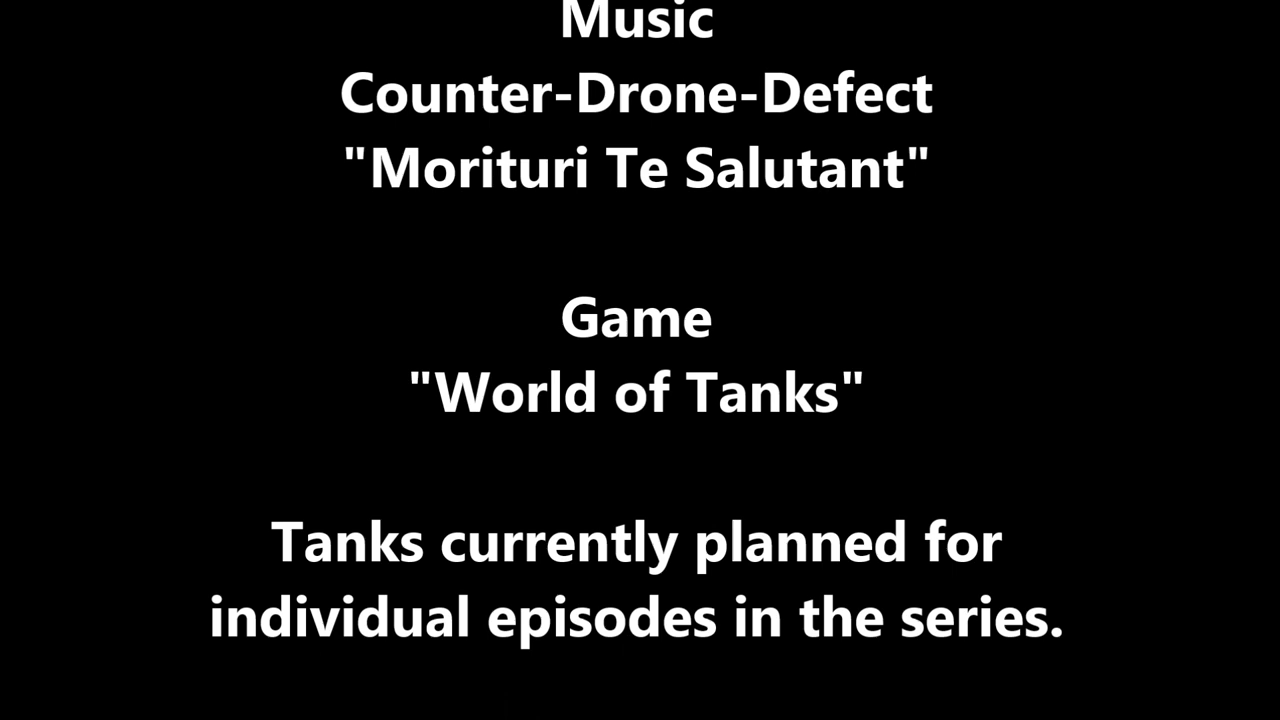 Music
Counter-Drone-Defect
"Morituri Te Salutant"
Game
"World of Tanks"
Tanks currently planned for
individual episodes in the series.